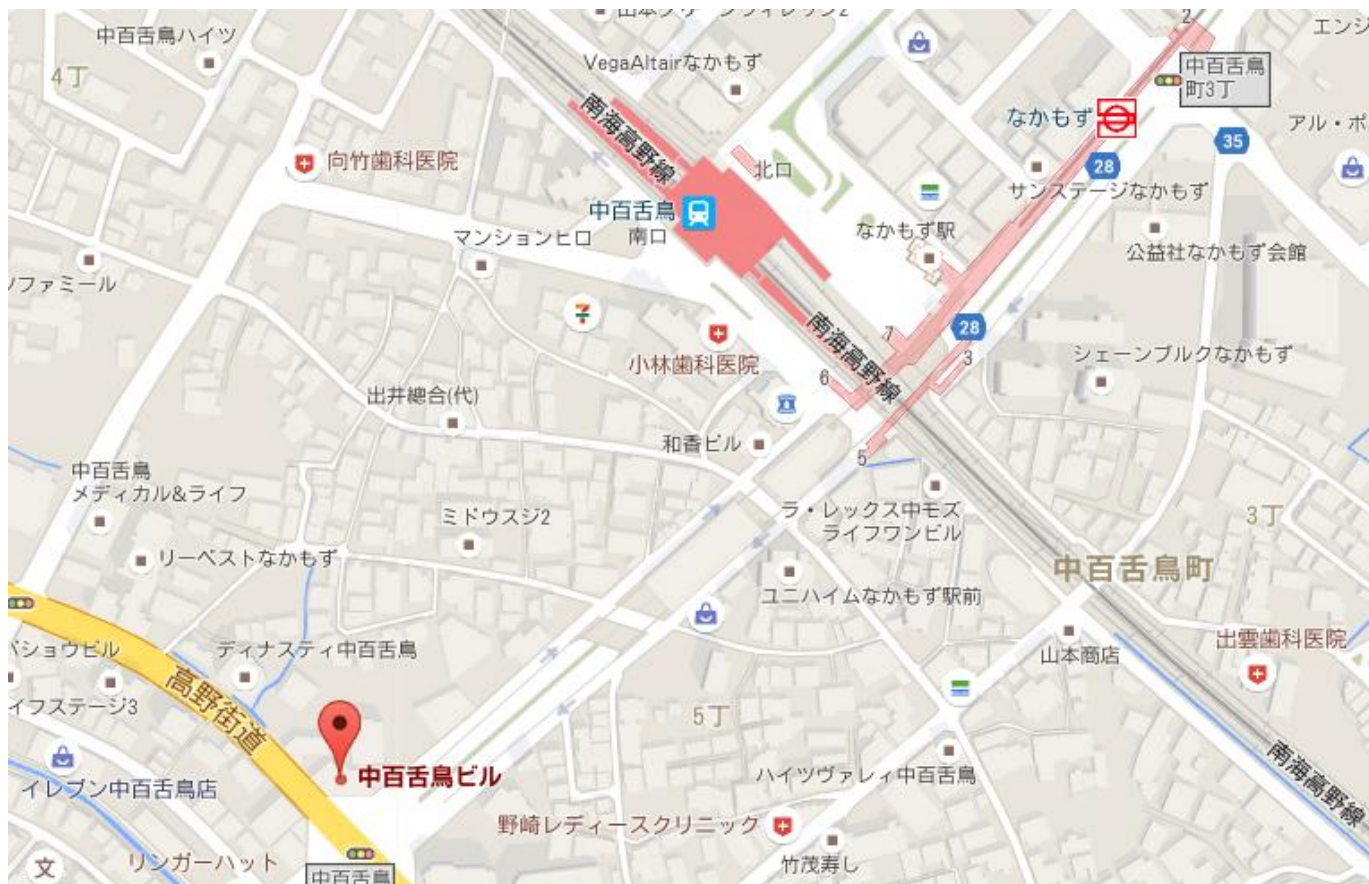 中百舌鳥ハイツ
4丁
VegaAltairなかもず
2
中百舌鳥
町3丁
なかもず
アル・ポ
35
28
南海高野線
北口
向竹歯科医院
中百舌鳥
南口
マンションヒロ
なかもず駅
サンステージなかもず
公益社なかもず会館
ソファミール
7
28
3
南海高野線
シェーンブルクなかもず
小林歯科医院
6
出井總合(代)
和香ビル
5
中百舌鳥
メディカル&ライフ
ミドウスジ2
ラ・レックス中モズ
ライフワンビル
3丁
リーベストなかもず
中百舌鳥町
ユニハイムなかもず駅前
バショウビル
ディナスティ中百舌鳥
山本商店
出雲歯科医院
イフステージ3
高野街道
5丁
中百舌鳥ビル
ハイツヴァレィ中百舌鳥
南海高野線
イレブン中百舌鳥店
野崎レディースクリニック
文
リンガーハット
中百舌鳥
竹茂寿し